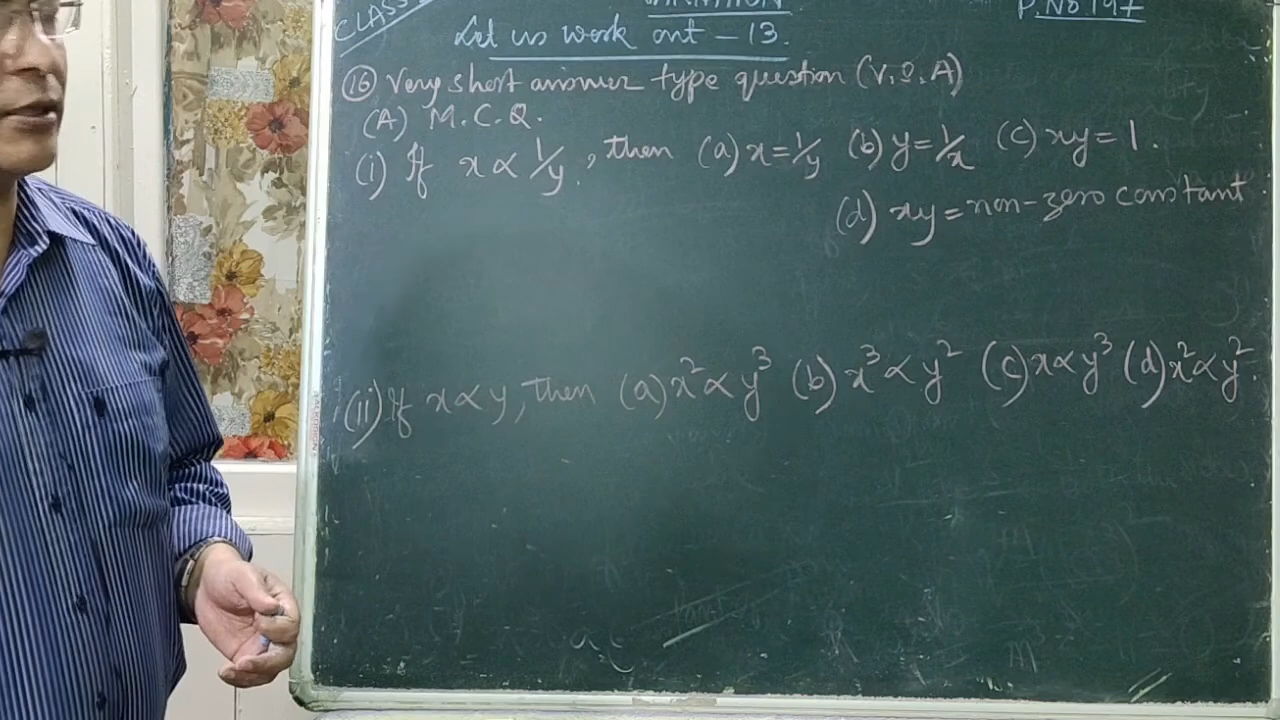 CLASS
VARIATION
P.No 197
Let us work out - 13.
(16) Very short answer type question (V.S.A)
(A) M.C.Q.
(i) If x ∝ 1/y, then (a) x = 1/y (b) y = 1/x (c) xy = 1.
(d) xy = non-zero constant
(ii) If x ∝ y, then (a) x² ∝ y³ (b) x³ ∝ y² (c) x ∝ y³ (d) x² ∝ y².